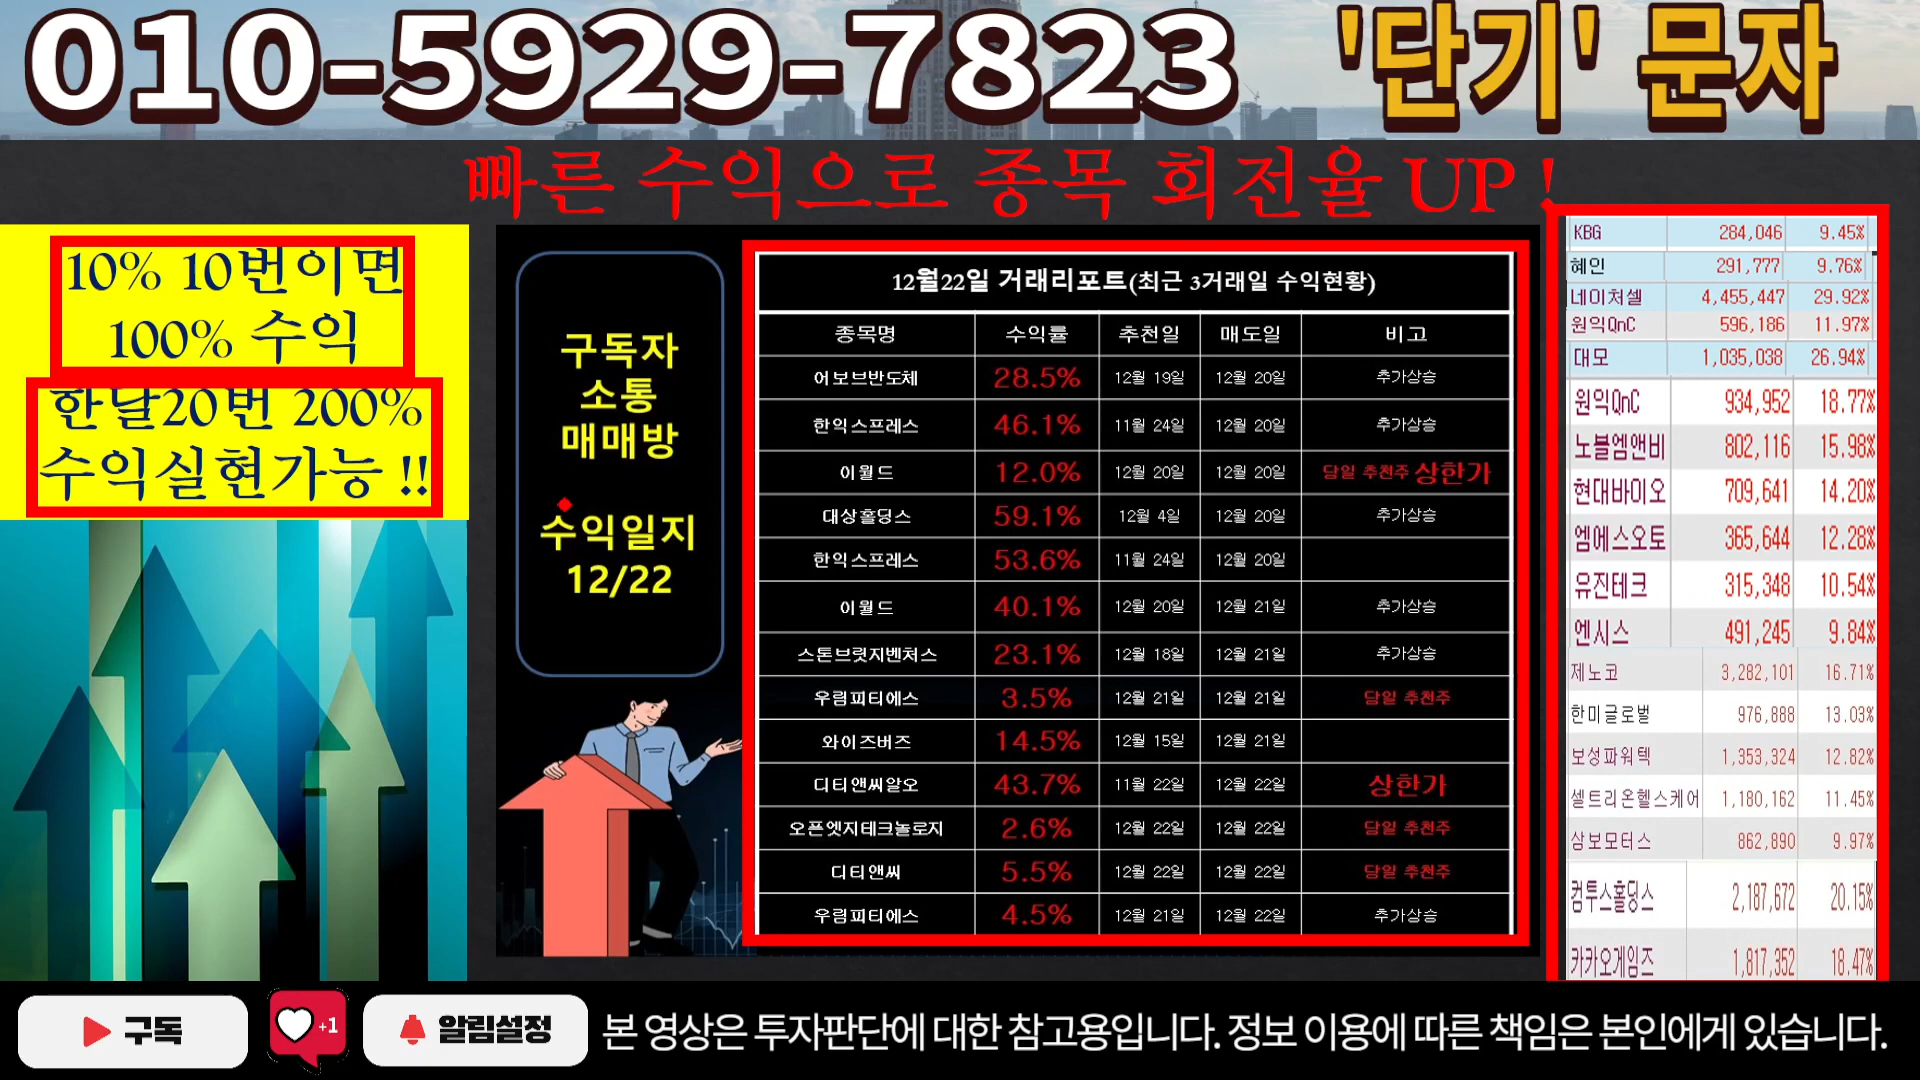 010-5929-7823 '단기' 문자
빠른 수익으로 종목 회전율 UP !
10% 10번이면
100% 수익
한달20번 200%
수익실현가능 !!
구독자
소통
매매방
수익일지
12/22
12월22일 거래리포트(최근 3거래일 수익현황)
종목명 수익률 추천일 매도일 비고
어보브반도체 28.5% 12월 19일 12월 20일 추가상승
한익스프레스 46.1% 11월 24일 12월 20일 추가상승
이월드 12.0% 12월 20일 12월 20일 당일 추천주 상한가
대상홀딩스 59.1% 12월 4일 12월 20일 추가상승
한익스프레스 53.6% 11월 24일 12월 20일
이월드 40.1% 12월 20일 12월 21일 추가상승
스톤브릿지벤처스 23.1% 12월 18일 12월 21일 추가상승
우림피티에스 3.5% 12월 21일 12월 21일 당일 추천주
와이즈버즈 14.5% 12월 15일 12월 21일
디티앤씨알오 43.7% 11월 22일 12월 22일 상한가
오픈엣지테크놀로지 2.6% 12월 22일 12월 22일 당일 추천주
디티앤씨 5.5% 12월 22일 12월 22일 당일 추천주
우림피티에스 4.5% 12월 21일 12월 22일 추가상승
KBG 284,046 9.45%
혜인 291,777 9.76%
네이처셀 4,455,447 29.92%
원익QnC 596,186 11.97%
대모 1,035,038 26.94%
원익QnC 934,952 18.77%
노블엠앤비 802,116 15.98%
현대바이오 709,641 14.20%
엠에스오토 365,644 12.28%
유진테크 315,348 10.54%
엔시스 491,245 9.84%
제노코 3,282,101 16.71%
한미글로벌 976,888 13.03%
보성파워텍 1,353,324 12.82%
셀트리온헬스케어 1,180,162 11.45%
삼보모터스 862,890 9.97%
컴투스홀딩스 2,187,672 20.15%
카카오게임즈 1,817,352 18.47%
구독 +1 알림설정 본 영상은 투자판단에 대한 참고용입니다. 정보 이용에 따른 책임은 본인에게 있습니다.